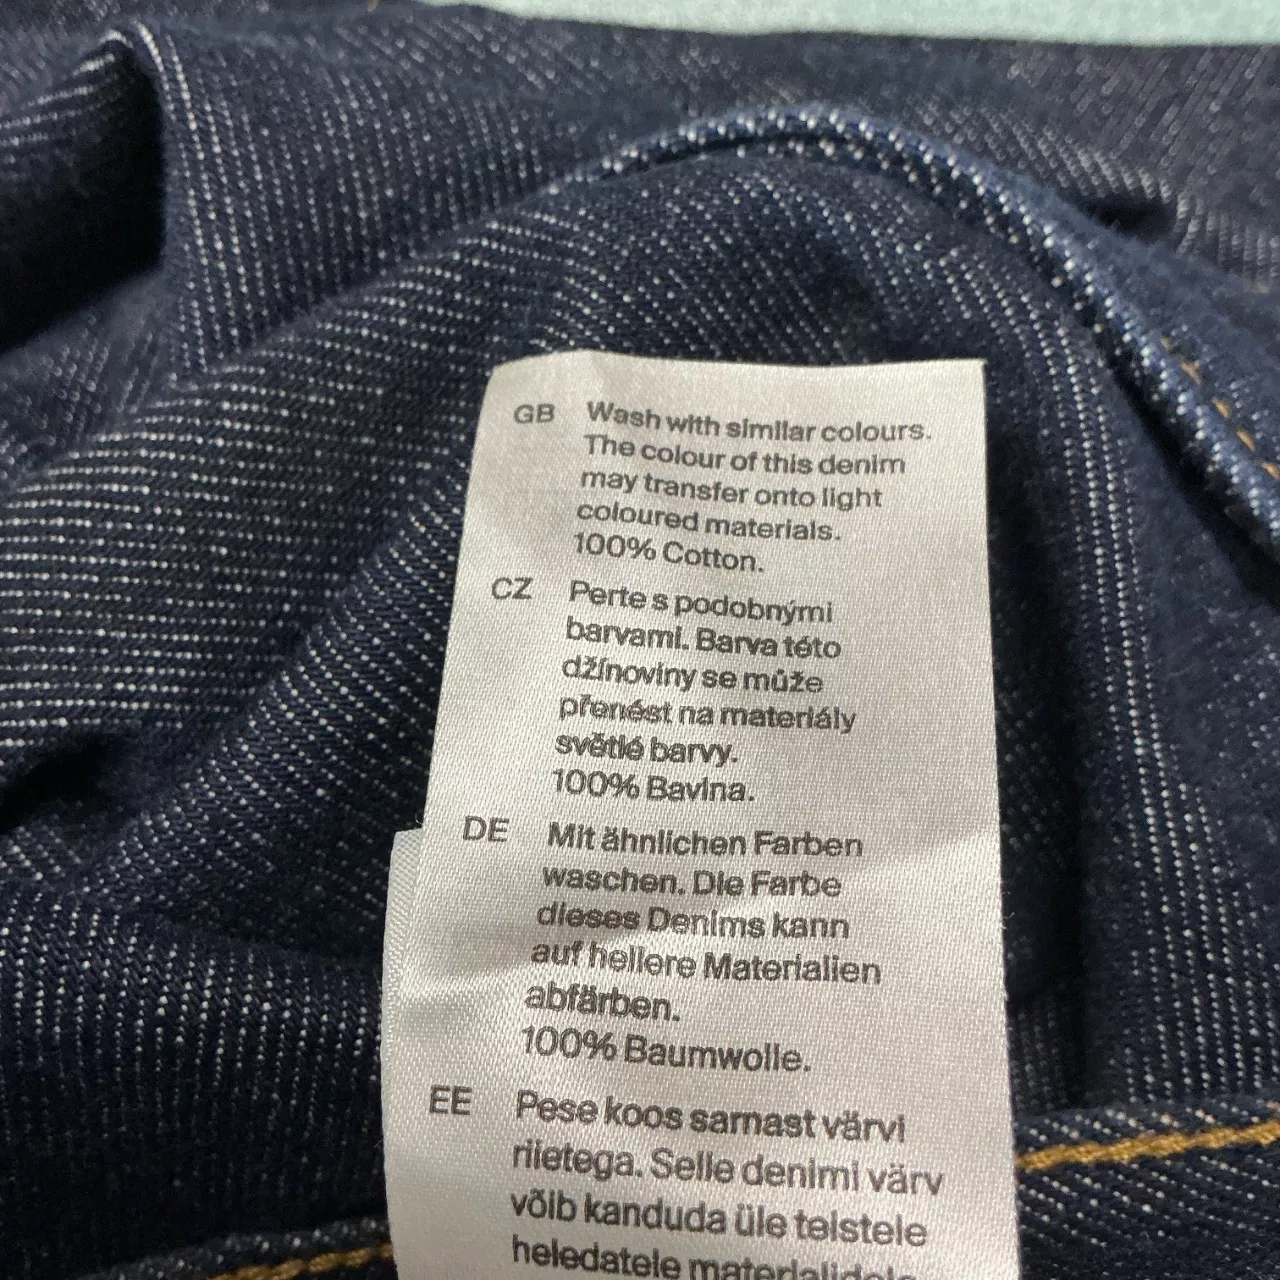 GB Wash with similar colours.
The colour of this denim
may transfer onto light
coloured materials.
100% Cotton.
CZ Perte s podobnými
barvami. Barva této
džínoviny se může
přenést na materiály
světlé barvy.
100% Bavlna.
DE Mit ähnlichen Farben
waschen. Die Farbe
dieses Denims kann
auf hellere Materialien
abfärben.
100% Baumwolle.
EE Pese koos sarnast värvi
riietega. Selle denimi värv
võib kanduda üle teistele
heledatele materjalidele